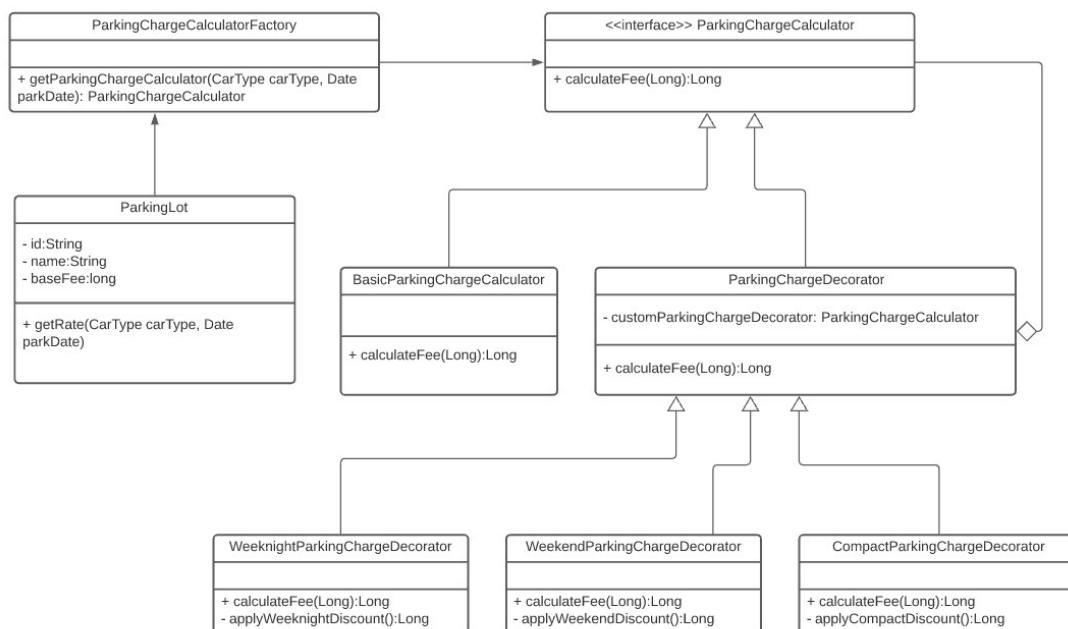 ParkingChargeCalculatorFactory
+ getParkingChargeCalculator(CarType carType, Date
parkDate): ParkingChargeCalculator
<<interface>> ParkingChargeCalculator
+ calculateFee(Long):Long
ParkingLot
- id:String
- name:String
- baseFee:long
+ getRate(CarType carType, Date
parkDate)
BasicParkingChargeCalculator
+ calculateFee(Long):Long
ParkingChargeDecorator
- customParkingChargeDecorator: ParkingChargeCalculator
+ calculateFee(Long):Long
WeeknightParkingChargeDecorator
+ calculateFee(Long):Long
- applyWeeknightDiscount():Long
WeekendParkingChargeDecorator
+ calculateFee(Long):Long
- applyWeekendDiscount():Long
CompactParkingChargeDecorator
+ calculateFee(Long):Long
- applyCompactDiscount():Long